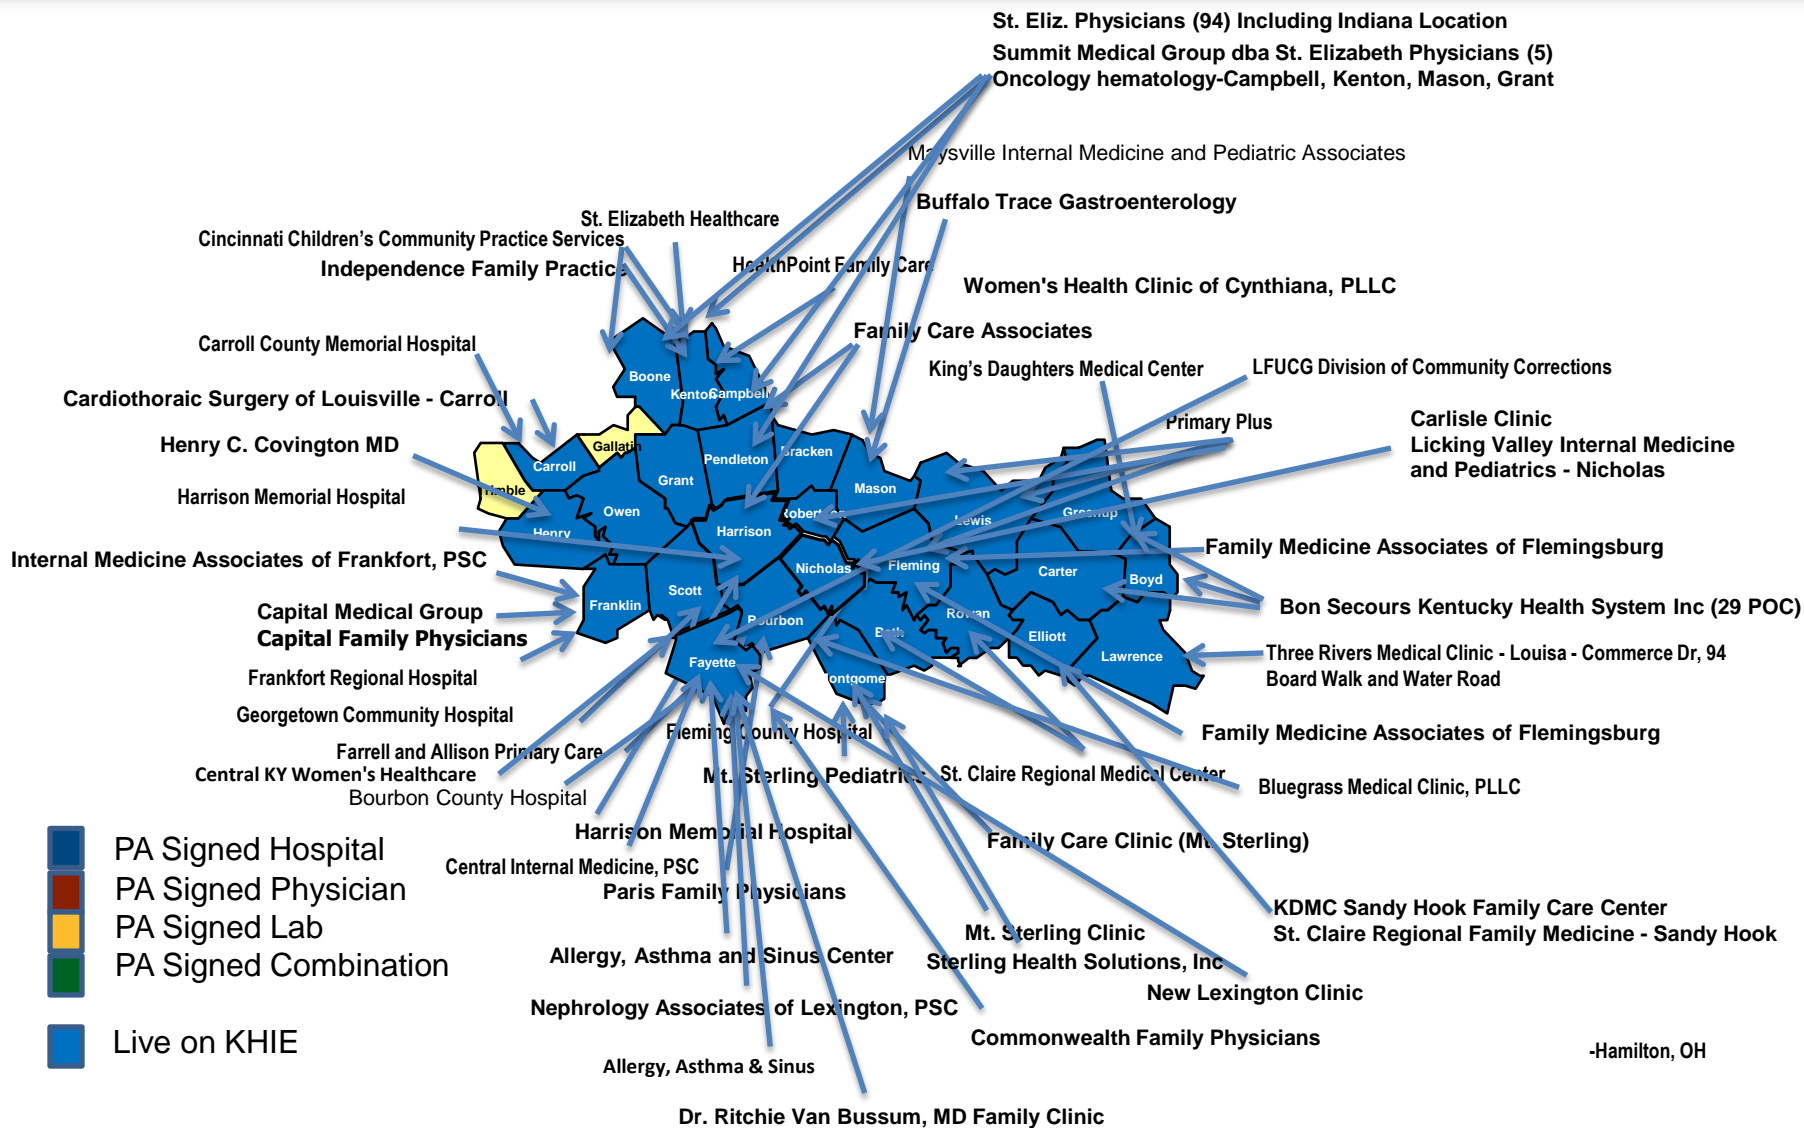 St. Eliz. Physicians (94) Including Indiana Location
Summit Medical Group dba St. Elizabeth Physicians (5)
Oncology hematology-Campbell, Kenton, Mason, Grant
Maysville Internal Medicine and Pediatric Associates
Buffalo Trace Gastroenterology
St. Elizabeth Healthcare
Cincinnati Children's Community Practice Services
Independence Family Practice
HealthPoint Family Care
Women's Health Clinic of Cynthiana, PLLC
Family Care Associates
Carroll County Memorial Hospital
King's Daughters Medical Center
LFUCG Division of Community Corrections
Cardiothoraic Surgery of Louisville - Carroll
Primary Plus
Carlisle Clinic
Licking Valley Internal Medicine
and Pediatrics - Nicholas
Henry C. Covington MD
Harrison Memorial Hospital
Internal Medicine Associates of Frankfort, PSC
Capital Medical Group
Capital Family Physicians
Frankfort Regional Hospital
Georgetown Community Hospital
Farrell and Allison Primary Care
Central KY Women's Healthcare
Bourbon County Hospital
Boone
Kenton
Campbell
Gallatin
Carroll
Trimble
Henry
Owen
Grant
Pendleton
Bracken
Mason
Robertson
Harrison
Nicholas
Fleming
Lewis
Greenup
Carter
Boyd
Scott
Franklin
Bourbon
Fayette
Bath
Rowan
Elliott
Lawrence
ontgome
Family Medicine Associates of Flemingsburg
Bon Secours Kentucky Health System Inc (29 POC)
Three Rivers Medical Clinic - Louisa - Commerce Dr, 94
Board Walk and Water Road
Family Medicine Associates of Flemingsburg
Bluegrass Medical Clinic, PLLC
Fleming County Hospital
Mt. Sterling Pediatrics
St. Claire Regional Medical Center
Harrison Memorial Hospital
Family Care Clinic (Mt. Sterling)
Central Internal Medicine, PSC
Paris Family Physicians
KDMC Sandy Hook Family Care Center
St. Claire Regional Family Medicine - Sandy Hook
Mt. Sterling Clinic
Sterling Health Solutions, Inc
Allergy, Asthma and Sinus Center
New Lexington Clinic
Nephrology Associates of Lexington, PSC
Commonwealth Family Physicians
Allergy, Asthma & Sinus
-Hamilton, OH
Dr. Ritchie Van Bussum, MD Family Clinic
PA Signed Hospital
PA Signed Physician
PA Signed Lab
PA Signed Combination
Live on KHIE